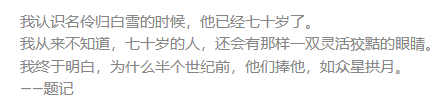 我认识名伶归白雪的时候，他已经七十岁了。
我从来不知道，七十岁的人，还会有那样一双灵活狡黠的眼睛。
我终于明白，为什么半个世纪前，他们捧他，如众星拱月。
——题记